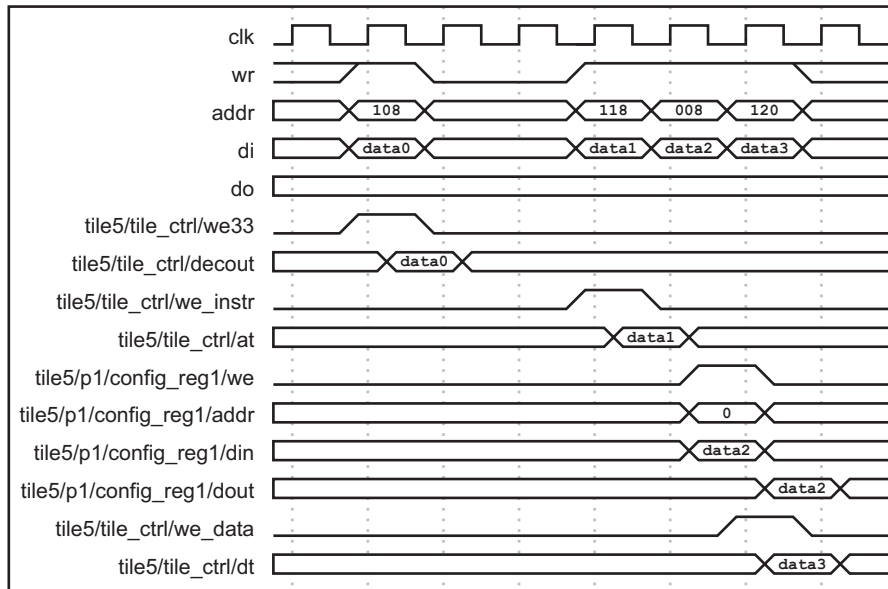 clk
wr
addr 108 118 008 120
di data0 data1 data2 data3
do
tile5/tile_ctrl/we33
tile5/tile_ctrl/decout data0
tile5/tile_ctrl/we_instr
tile5/tile_ctrl/at data1
tile5/p1/config_reg1/we
tile5/p1/config_reg1/addr 0
tile5/p1/config_reg1/din data2
tile5/p1/config_reg1/dout data2
tile5/tile_ctrl/we_data
tile5/tile_ctrl/dt data3